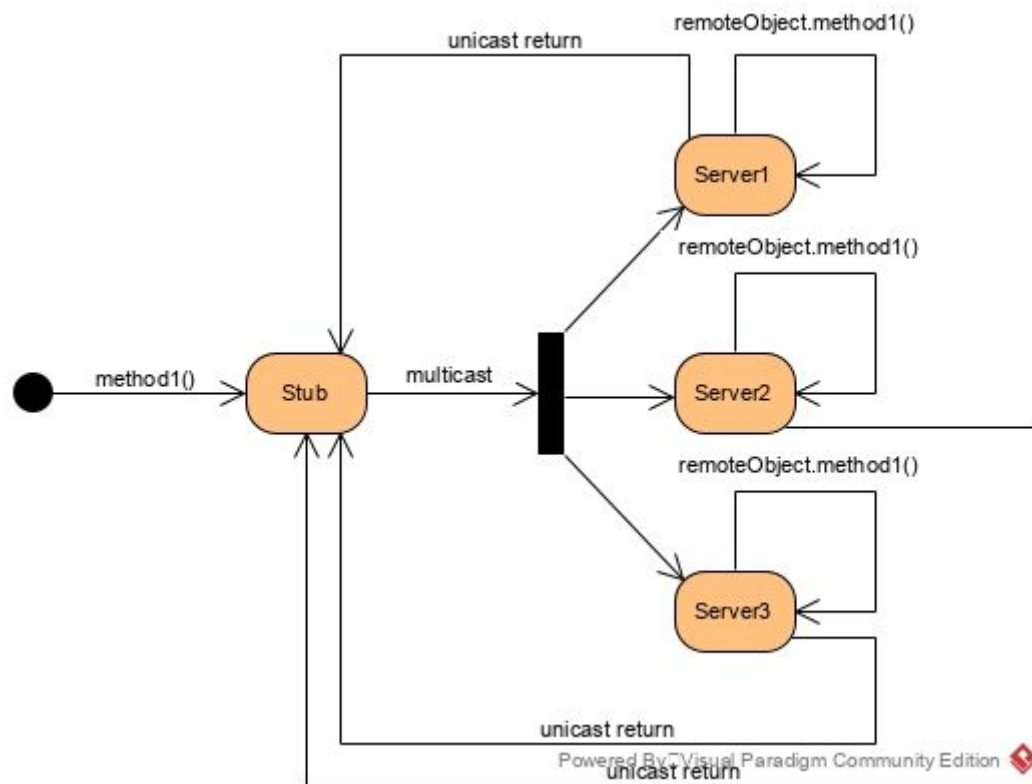 remoteObject.method1()
unicast return
Server1
remoteObject.method1()
method1()
Stub
multicast
Server2
remoteObject.method1()
Server3
unicast return
Powered By Visual Paradigm Community Edition
unicast return